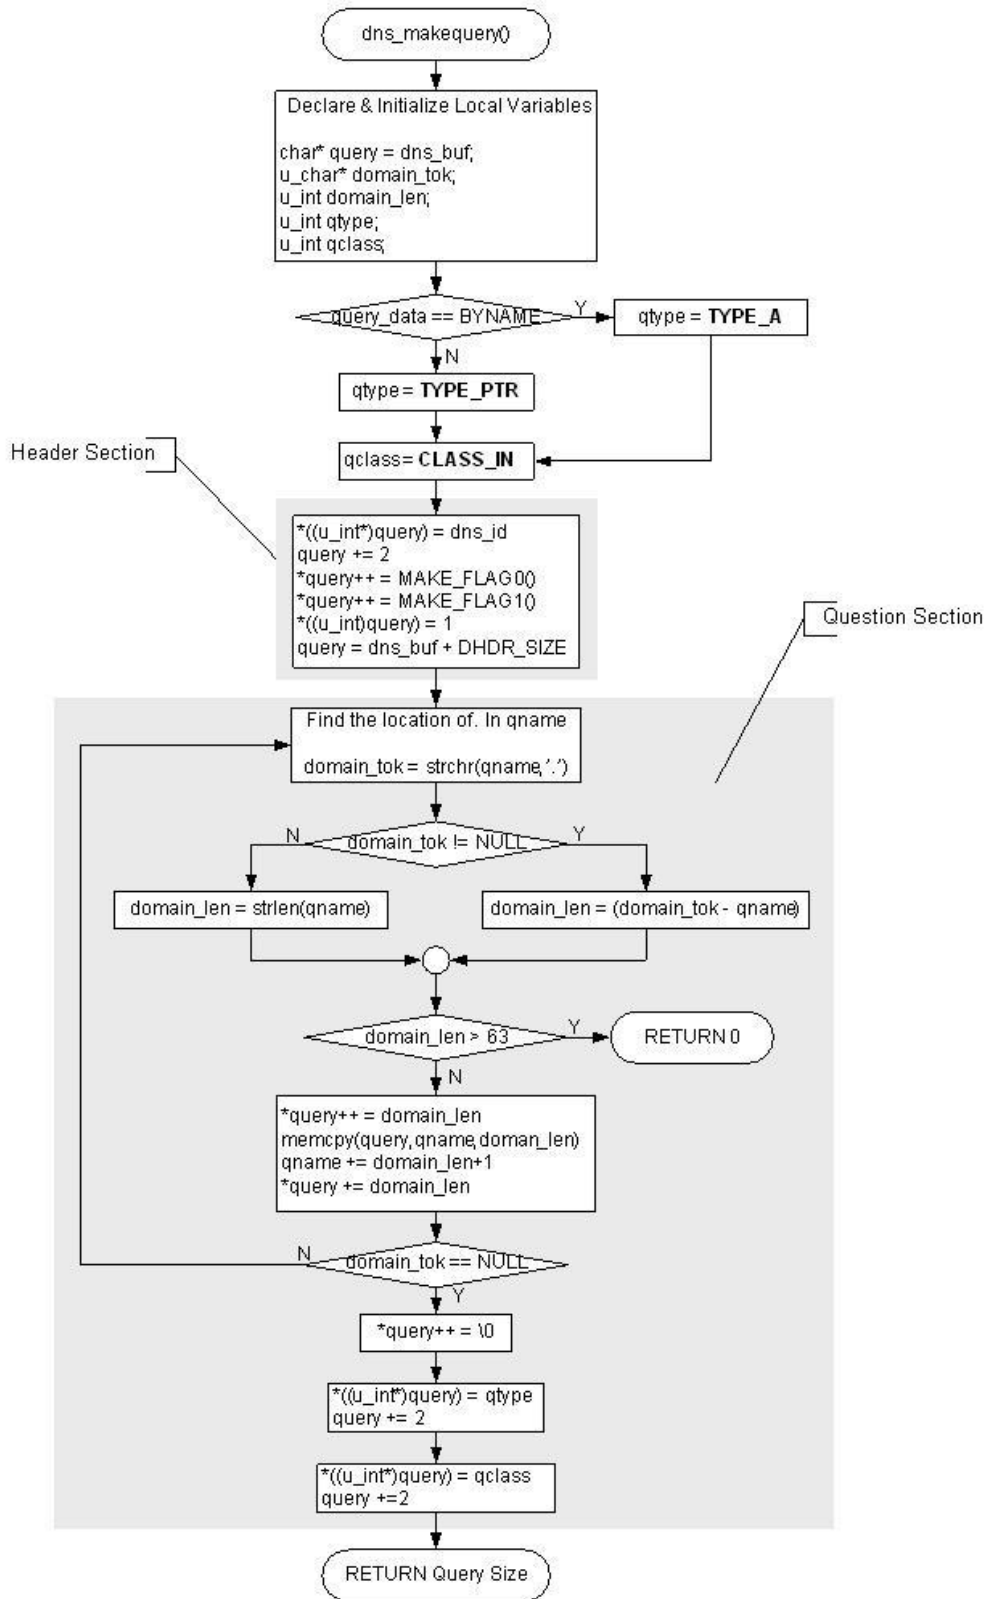 dns_makequery()
Declare & Initialize Local Variables
char* query = dns_buf;
u_char* domain_tok;
u_int domain_len;
u_int qtype;
u_int qclass;
query_data == BYNAME
Y
qtype = TYPE_A
N
qtype = TYPE_PTR
Header Section
qclass= CLASS_IN
*((u_int*)query) = dns_id
query += 2
*query++ = MAKE_FLAG0()
*query++ = MAKE_FLAG1()
*((u_int)query) = 1
query = dns_buf + DHDR_SIZE
Question Section
Find the location of. In qname
domain_tok = strchr(qname,'.')
N
domain_tok != NULL
Y
domain_len = strlen(qname)
domain_len = (domain_tok - qname)
domain_len > 63
Y
RETURN 0
N
*query++ = domain_len
memcpy(query,qname,doman_len)
qname += domain_len+1
*query += domain_len
N
domain_tok == NULL
Y
*query++ = \0
*((u_int*)query) = qtype
query += 2
*((u_int*)query) = qclass
query +=2
RETURN Query Size